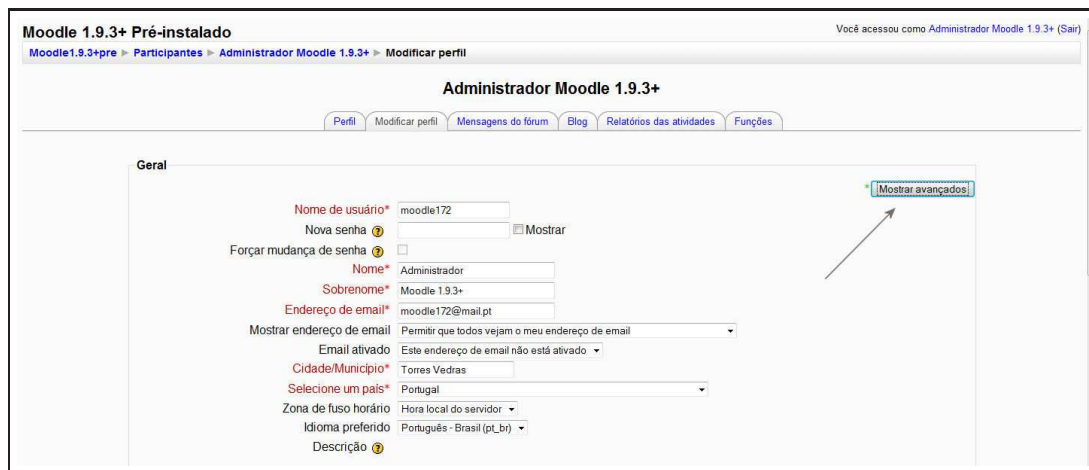 Moodle 1.9.3+ Pré-instalado
Você acessou como Administrador Moodle 1.9.3+ (Sair)
Moodle1.9.3+pre ► Participantes ► Administrador Moodle 1.9.3+ ► Modificar perfil
Administrador Moodle 1.9.3+
Perfil Modificar perfil Mensagens do fórum Blog Relatórios das atividades Funções
Geral
* Mostrar avançados
Nome de usuário* moodle172
Nova senha ? Mostrar
Forçar mudança de senha ?
Nome* Administrador
Sobrenome* Moodle 1.9.3+
Endereço de email* moodle172@mail.pt
Mostrar endereço de email Permitir que todos vejam o meu endereço de email
Email ativado Este endereço de email não está ativado
Cidade/Município* Torres Vedras
Selecione um país* Portugal
Zona de fuso horário Hora local do servidor
Idioma preferido Português - Brasil (pt_br)
Descrição ?